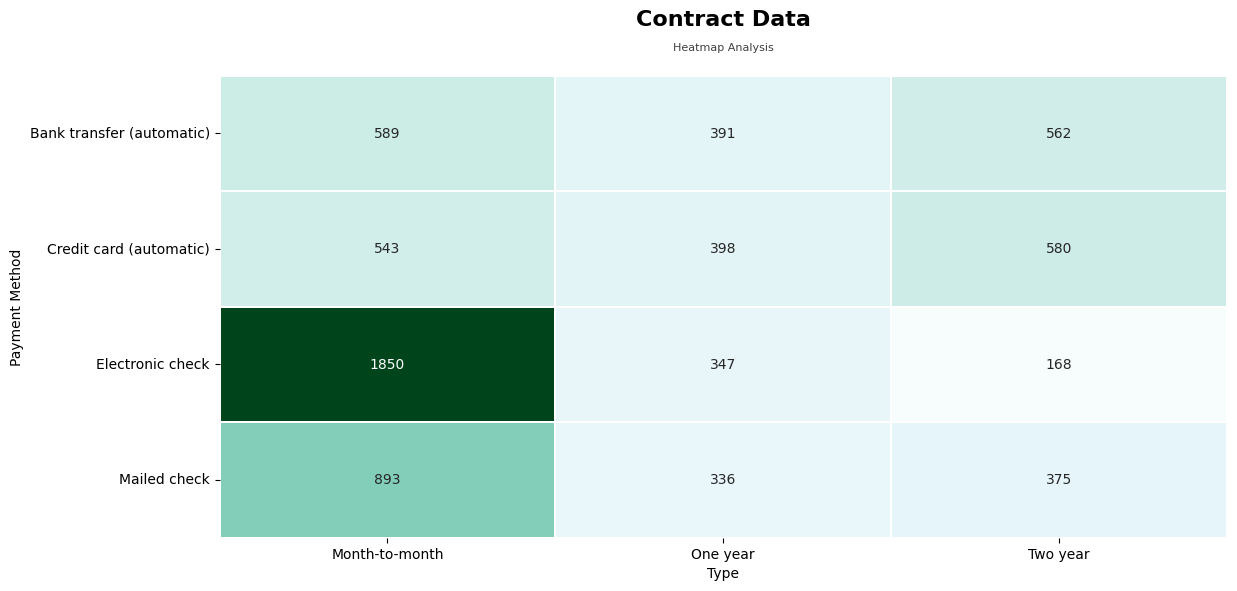 Contract Data
Heatmap Analysis
Payment Method
Bank transfer (automatic) 589 391 562
Credit card (automatic) 543 398 580
Electronic check 1850 347 168
Mailed check 893 336 375
Month-to-month One year Two year
Type